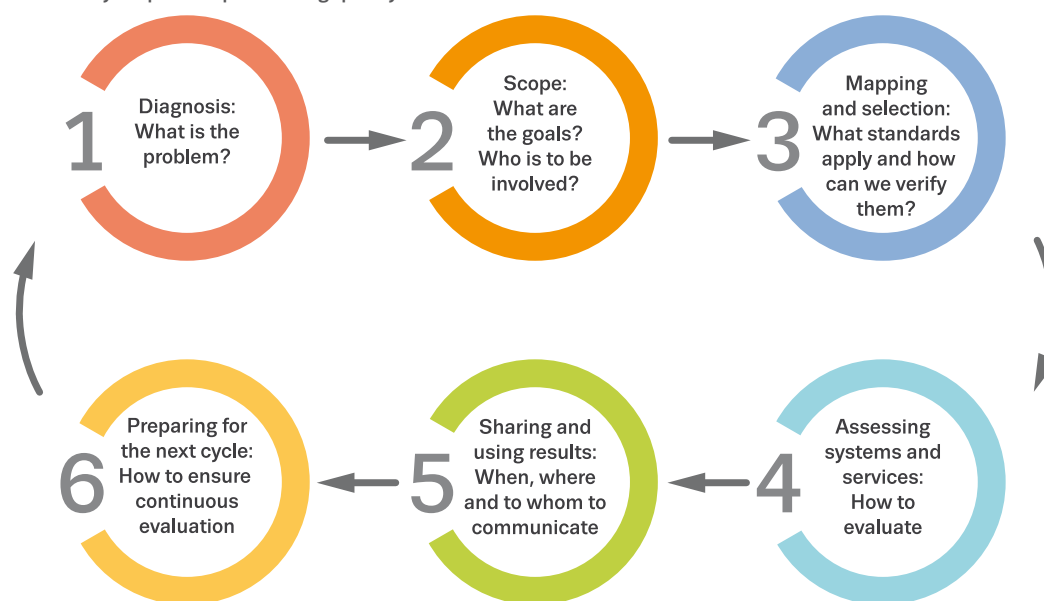 1
Diagnosis:
What is the
problem?
2
Scope:
What are
the goals?
Who is to be
involved?
3
Mapping
and selection:
What standards
apply and how
can we verify
them?
6
Preparing for
the next cycle:
How to ensure
continuous
evaluation
5
Sharing and
using results:
When, where
and to whom to
communicate
4
Assessing
systems and
services:
How to
evaluate